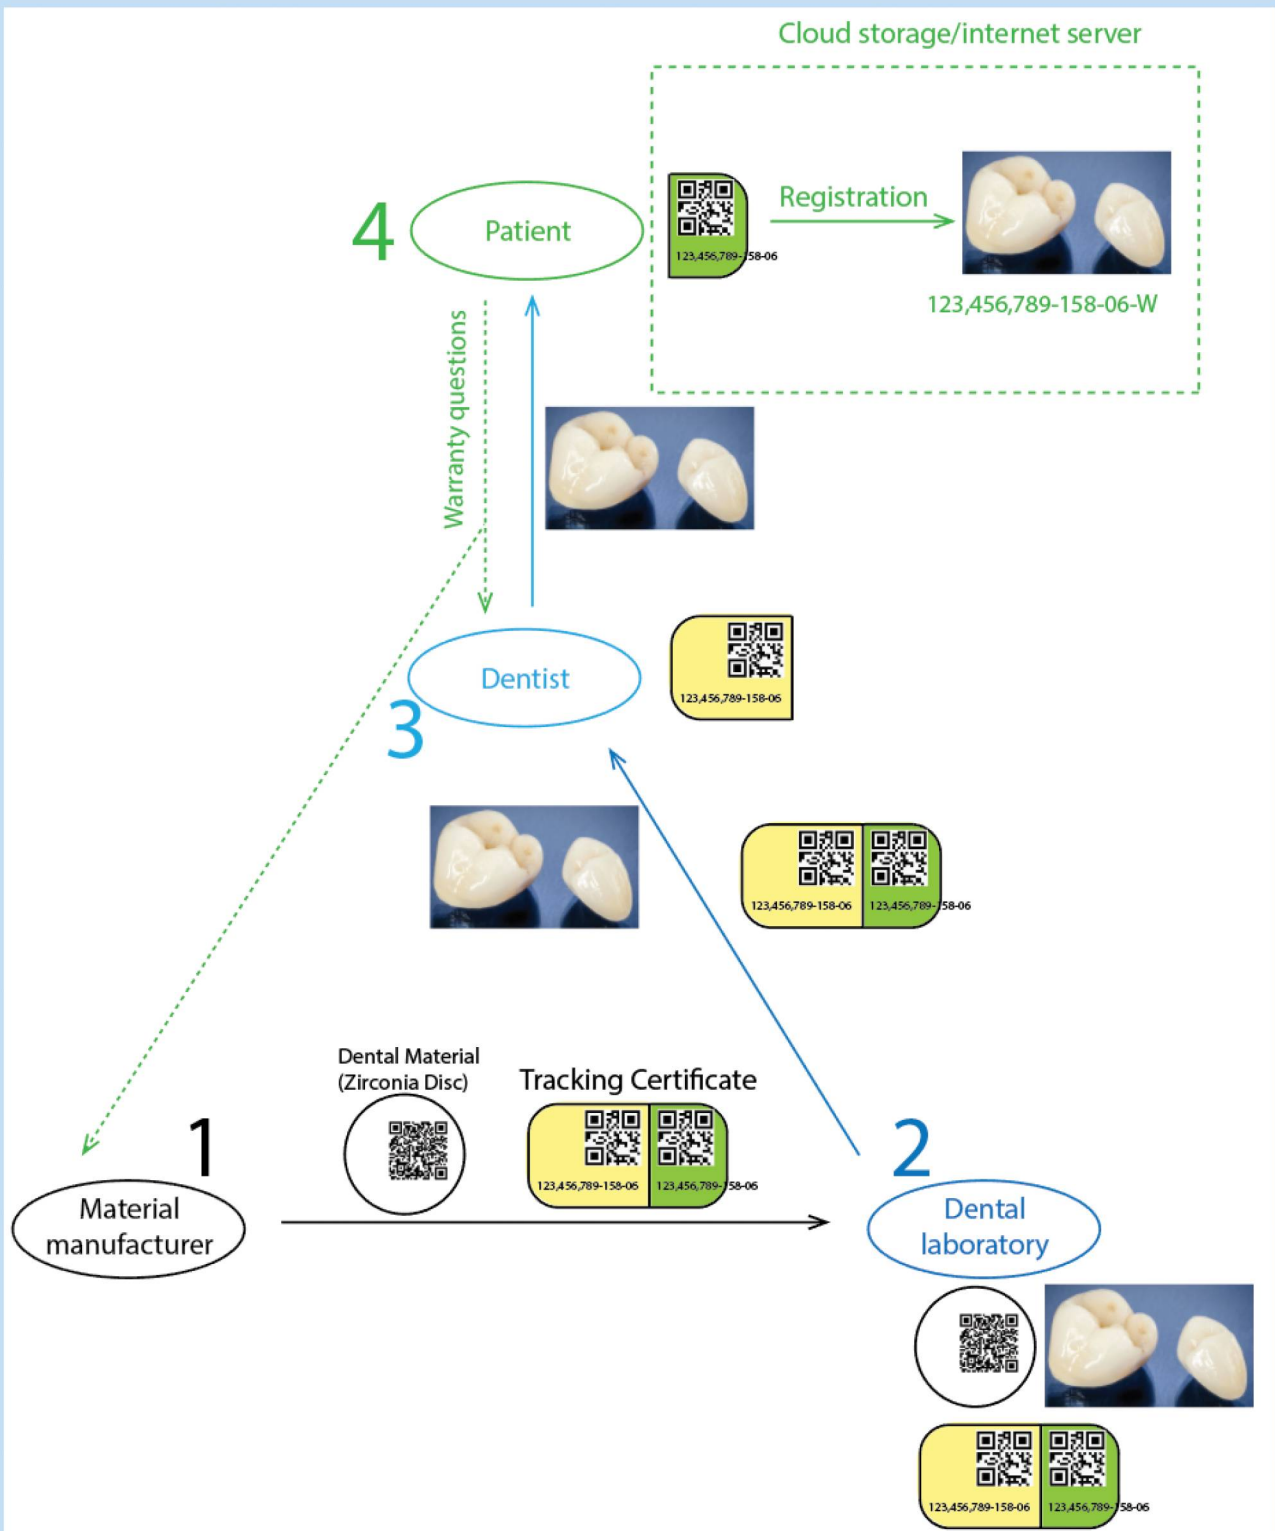 Cloud storage/internet server
4
Patient
123,456,789-158-06
Registration
123,456,789-158-06-W
Warranty questions
Dentist
3
123,456,789-158-06
123,456,789-158-06
123,456,789-158-06
Dental Material
(Zirconia Disc)
Tracking Certificate
1
123,456,789-158-06
123,456,789-158-06
2
Material
manufacturer
Dental
laboratory
123,456,789-158-06
123,456,789-158-06